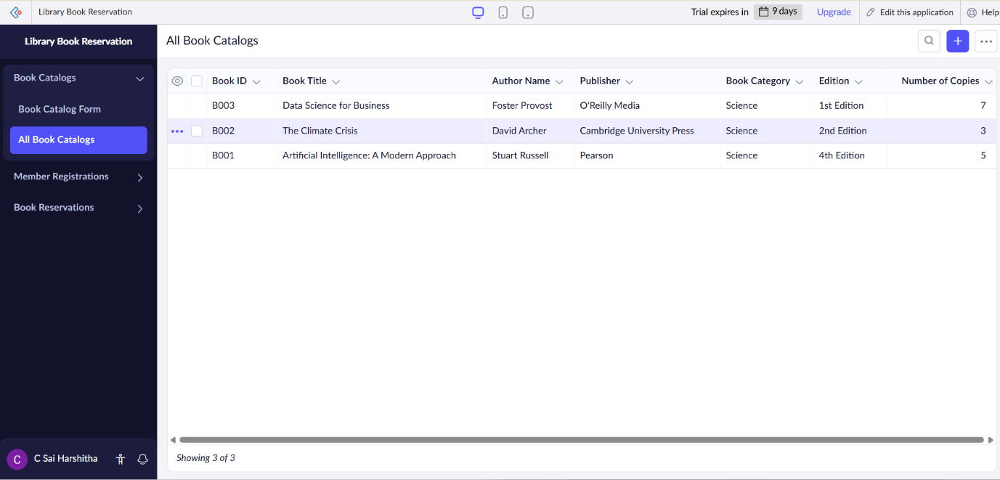 Library Book Reservation
Trial expires in 9 days Upgrade Edit this application Help
Library Book Reservation
All Book Catalogs
Book Catalogs
Book Catalog Form
All Book Catalogs
Member Registrations
Book Reservations
Book ID Book Title Author Name Publisher Book Category Edition Number of Copies
B003 Data Science for Business Foster Provost O'Reilly Media Science 1st Edition 7
B002 The Climate Crisis David Archer Cambridge University Press Science 2nd Edition 3
B001 Artificial Intelligence: A Modern Approach Stuart Russell Pearson Science 4th Edition 5
Showing 3 of 3
C C Sai Harshitha